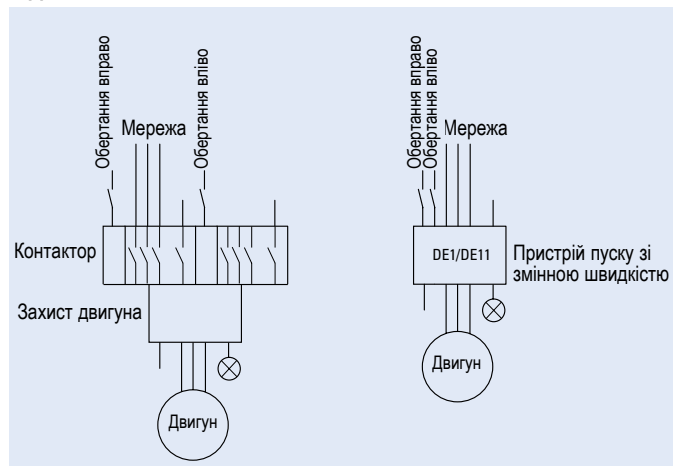 Обертання вправо
Мережа
Обертання вліво
Контактор
Захист двигуна
Двигун
Обертання вправо
Обертання вліво
Мережа
DE1/DE11
Пристрій пуску зі
змінною швидкістю
Двигун